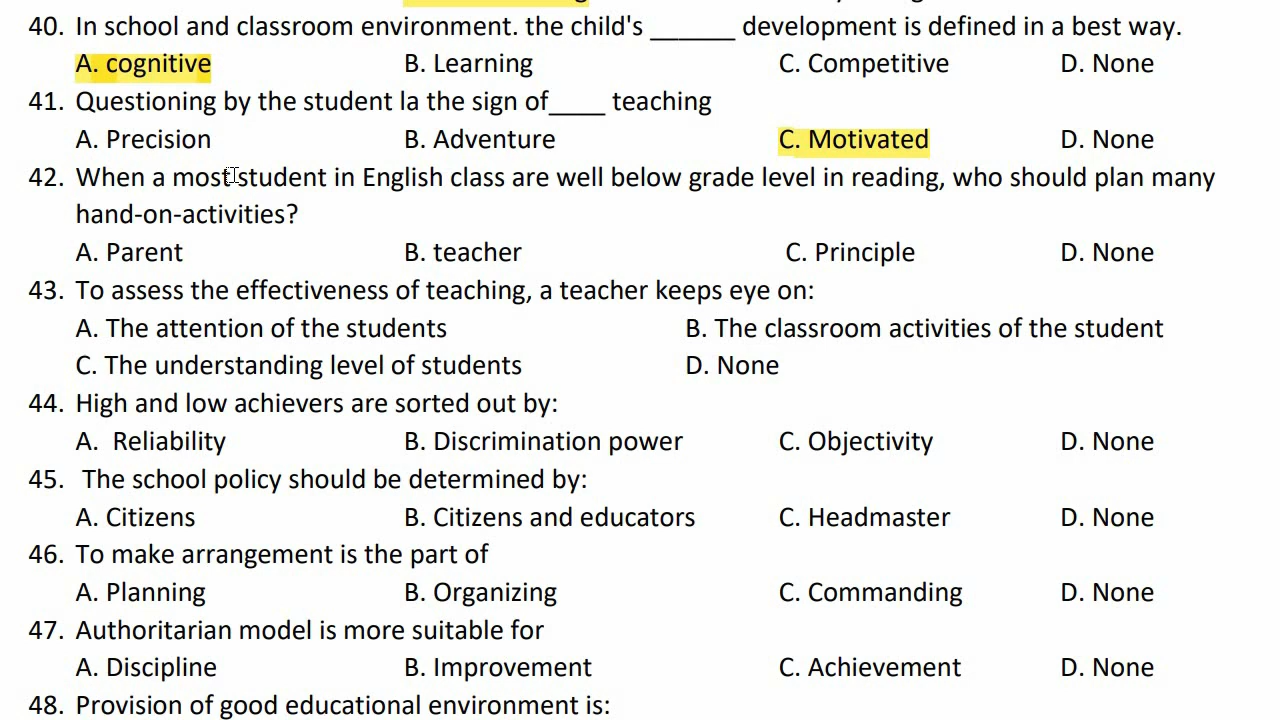 40. In school and classroom environment. the child's ______ development is defined in a best way.
A. cognitive B. Learning C. Competitive D. None
41. Questioning by the student la the sign of____ teaching
A. Precision B. Adventure C. Motivated D. None
42. When a most student in English class are well below grade level in reading, who should plan many
hand-on-activities?
A. Parent B. teacher C. Principle D. None
43. To assess the effectiveness of teaching, a teacher keeps eye on:
A. The attention of the students B. The classroom activities of the student
C. The understanding level of students D. None
44. High and low achievers are sorted out by:
A. Reliability B. Discrimination power C. Objectivity D. None
45. The school policy should be determined by:
A. Citizens B. Citizens and educators C. Headmaster D. None
46. To make arrangement is the part of
A. Planning B. Organizing C. Commanding D. None
47. Authoritarian model is more suitable for
A. Discipline B. Improvement C. Achievement D. None
48. Provision of good educational environment is: